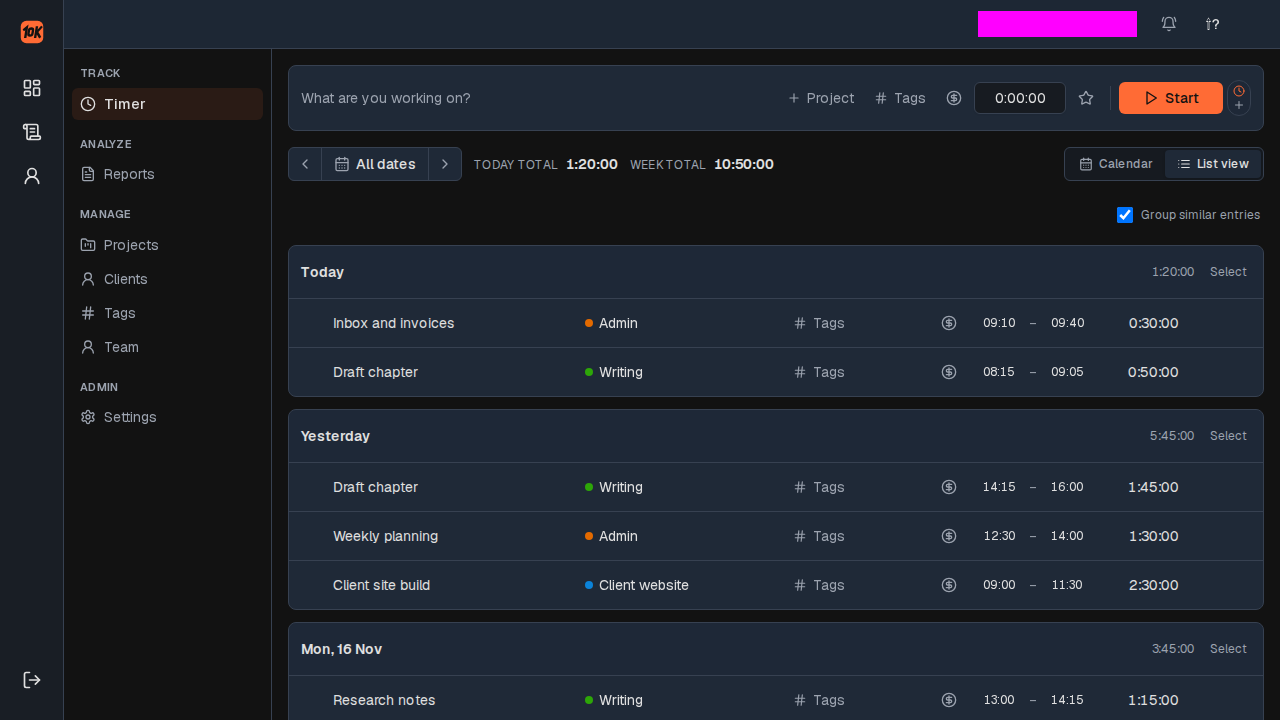 10K
?
TRACK
Timer
ANALYZE
Reports
MANAGE
Projects
Clients
Tags
Team
ADMIN
Settings
What are you working on?
Project
Tags
0:00:00
Start
All dates
TODAY TOTAL 1:20:00 WEEK TOTAL 10:50:00
Calendar
List view
Group similar entries
Today 1:20:00 Select
Inbox and invoices Admin # Tags 09:10 – 09:40 0:30:00
Draft chapter Writing # Tags 08:15 – 09:05 0:50:00
Yesterday 5:45:00 Select
Draft chapter Writing # Tags 14:15 – 16:00 1:45:00
Weekly planning Admin # Tags 12:30 – 14:00 1:30:00
Client site build Client website # Tags 09:00 – 11:30 2:30:00
Mon, 16 Nov 3:45:00 Select
Research notes Writing # Tags 13:00 – 14:15 1:15:00